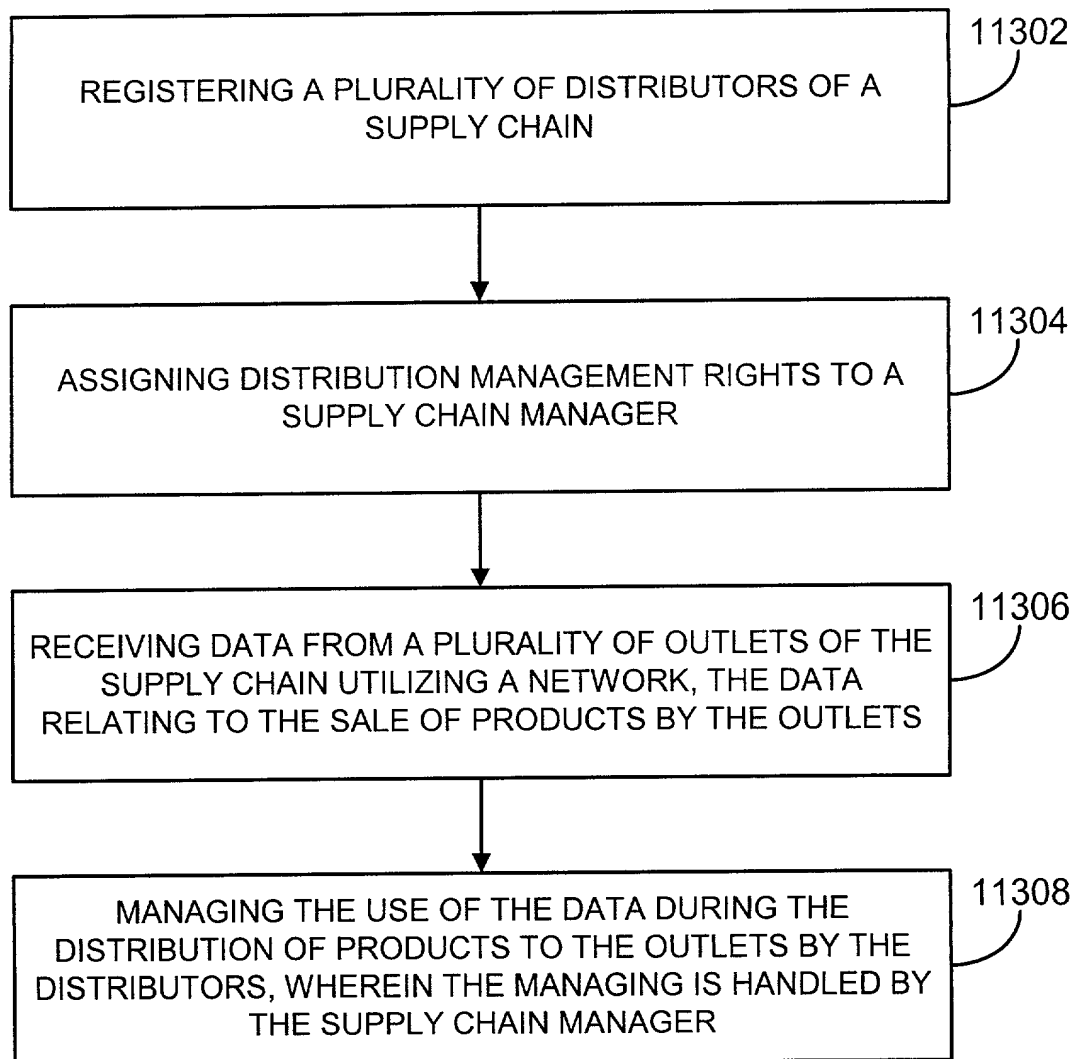 11302
REGISTERING A PLURALITY OF DISTRIBUTORS OF A
SUPPLY CHAIN
11304
ASSIGNING DISTRIBUTION MANAGEMENT RIGHTS TO A
SUPPLY CHAIN MANAGER
11306
RECEIVING DATA FROM A PLURALITY OF OUTLETS OF THE
SUPPLY CHAIN UTILIZING A NETWORK, THE DATA
RELATING TO THE SALE OF PRODUCTS BY THE OUTLETS
11308
MANAGING THE USE OF THE DATA DURING THE
DISTRIBUTION OF PRODUCTS TO THE OUTLETS BY THE
DISTRIBUTORS, WHEREIN THE MANAGING IS HANDLED BY
THE SUPPLY CHAIN MANAGER